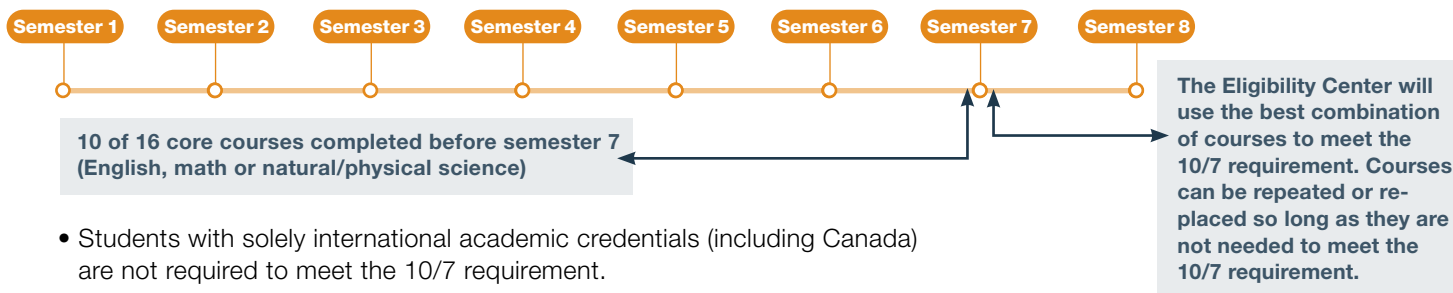 Semester 1
Semester 2
Semester 3
Semester 4
Semester 5
Semester 6
Semester 7
Semester 8
10 of 16 core courses completed before semester 7
(English, math or natural/physical science)
The Eligibility Center will
use the best combination
of courses to meet the
10/7 requirement. Courses
can be repeated or re-
placed so long as they are
not needed to meet the
10/7 requirement.
• Students with solely international academic credentials (including Canada)
are not required to meet the 10/7 requirement.